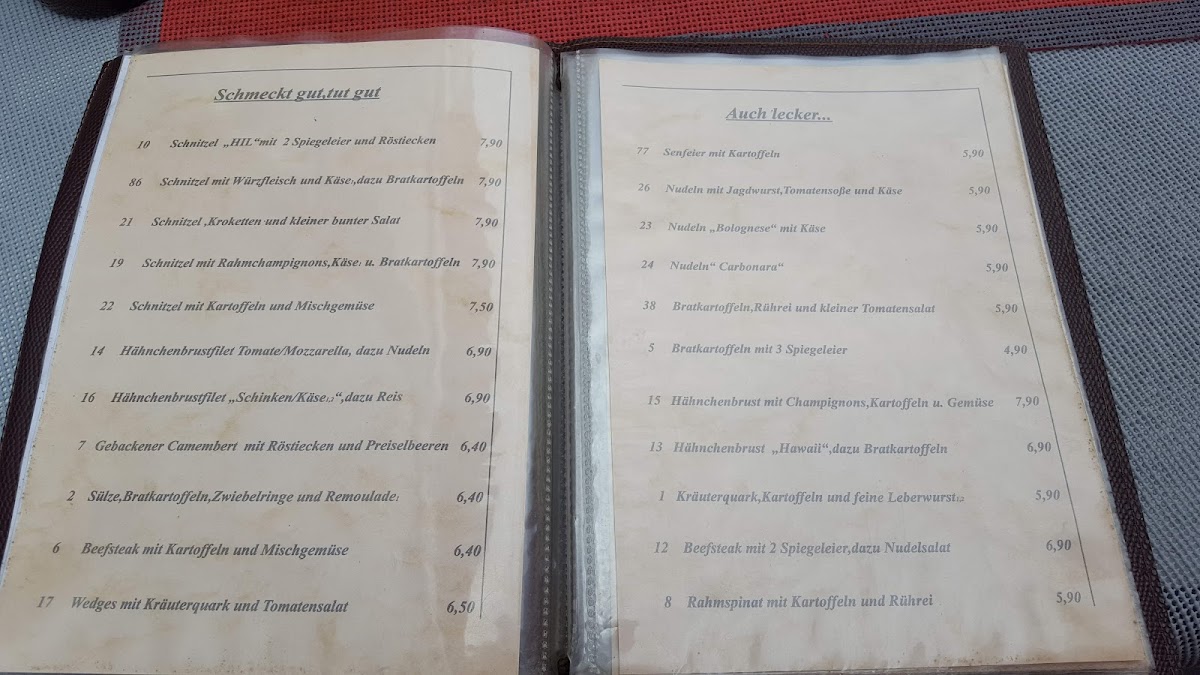 Schmeckt gut,tut gut
10 Schnitzel „HIL“mit 2 Spiegeleier und Röstiecken 7,90
86 Schnitzel mit Würzfleisch und Käse,dazu Bratkartoffeln 7,90
21 Schnitzel ,Kroketten und kleiner bunter Salat 7,90
19 Schnitzel mit Rahmchampignons,Käse u. Bratkartoffeln 7,90
22 Schnitzel mit Kartoffeln und Mischgemüse 7,50
14 Hähnchenbrustfilet Tomate/Mozzarella, dazu Nudeln 6,90
16 Hähnchenbrustfilet „Schinken/Käse“,dazu Reis 6,90
7 Gebackener Camembert mit Röstiecken und Preiselbeeren 6,40
2 Sülze,Bratkartoffeln,Zwiebelringe und Remoulade 6,40
6 Beefsteak mit Kartoffeln und Mischgemüse 6,40
17 Wedges mit Kräuterquark und Tomatensalat 6,50
Auch lecker...
77 Senfeier mit Kartoffeln 5,90
26 Nudeln mit Jagdwurst,Tomatensoße und Käse 5,90
23 Nudeln „Bolognese“ mit Käse 5,90
24 Nudeln“ Carbonara“ 5,90
38 Bratkartoffeln,Rührei und kleiner Tomatensalat 5,90
5 Bratkartoffeln mit 3 Spiegeleier 4,90
15 Hähnchenbrust mit Champignons,Kartoffeln u. Gemüse 7,90
13 Hähnchenbrust „Hawaii“,dazu Bratkartoffeln 6,90
1 Kräuterquark,Kartoffeln und feine Leberwurst 5,90
12 Beefsteak mit 2 Spiegeleier,dazu Nudelsalat 6,90
8 Rahmspinat mit Kartoffeln und Rührei 5,90